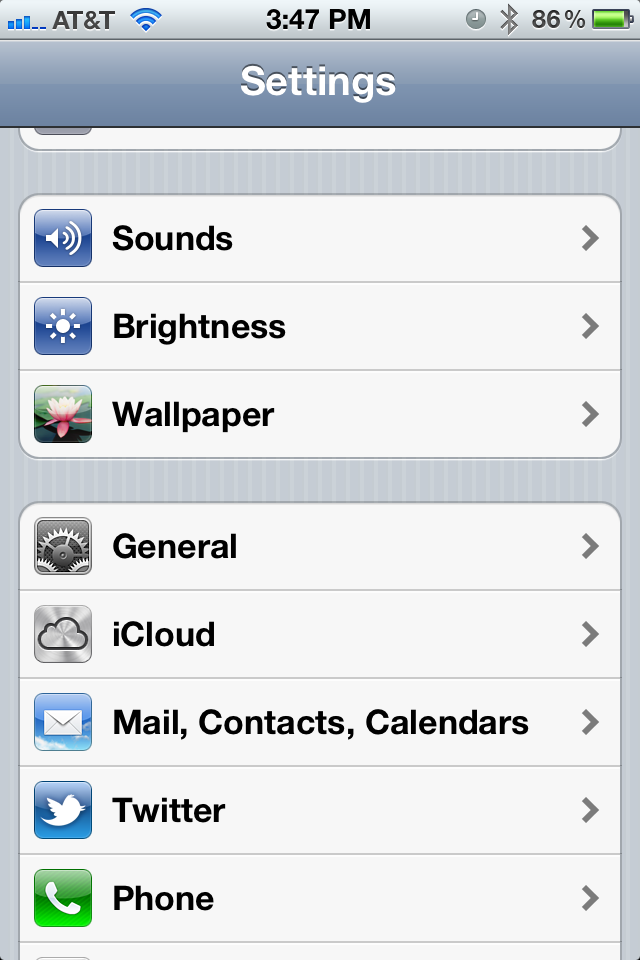 AT&T 3:47 PM 86%
Settings
Sounds
Brightness
Wallpaper
General
iCloud
Mail, Contacts, Calendars
Twitter
Phone